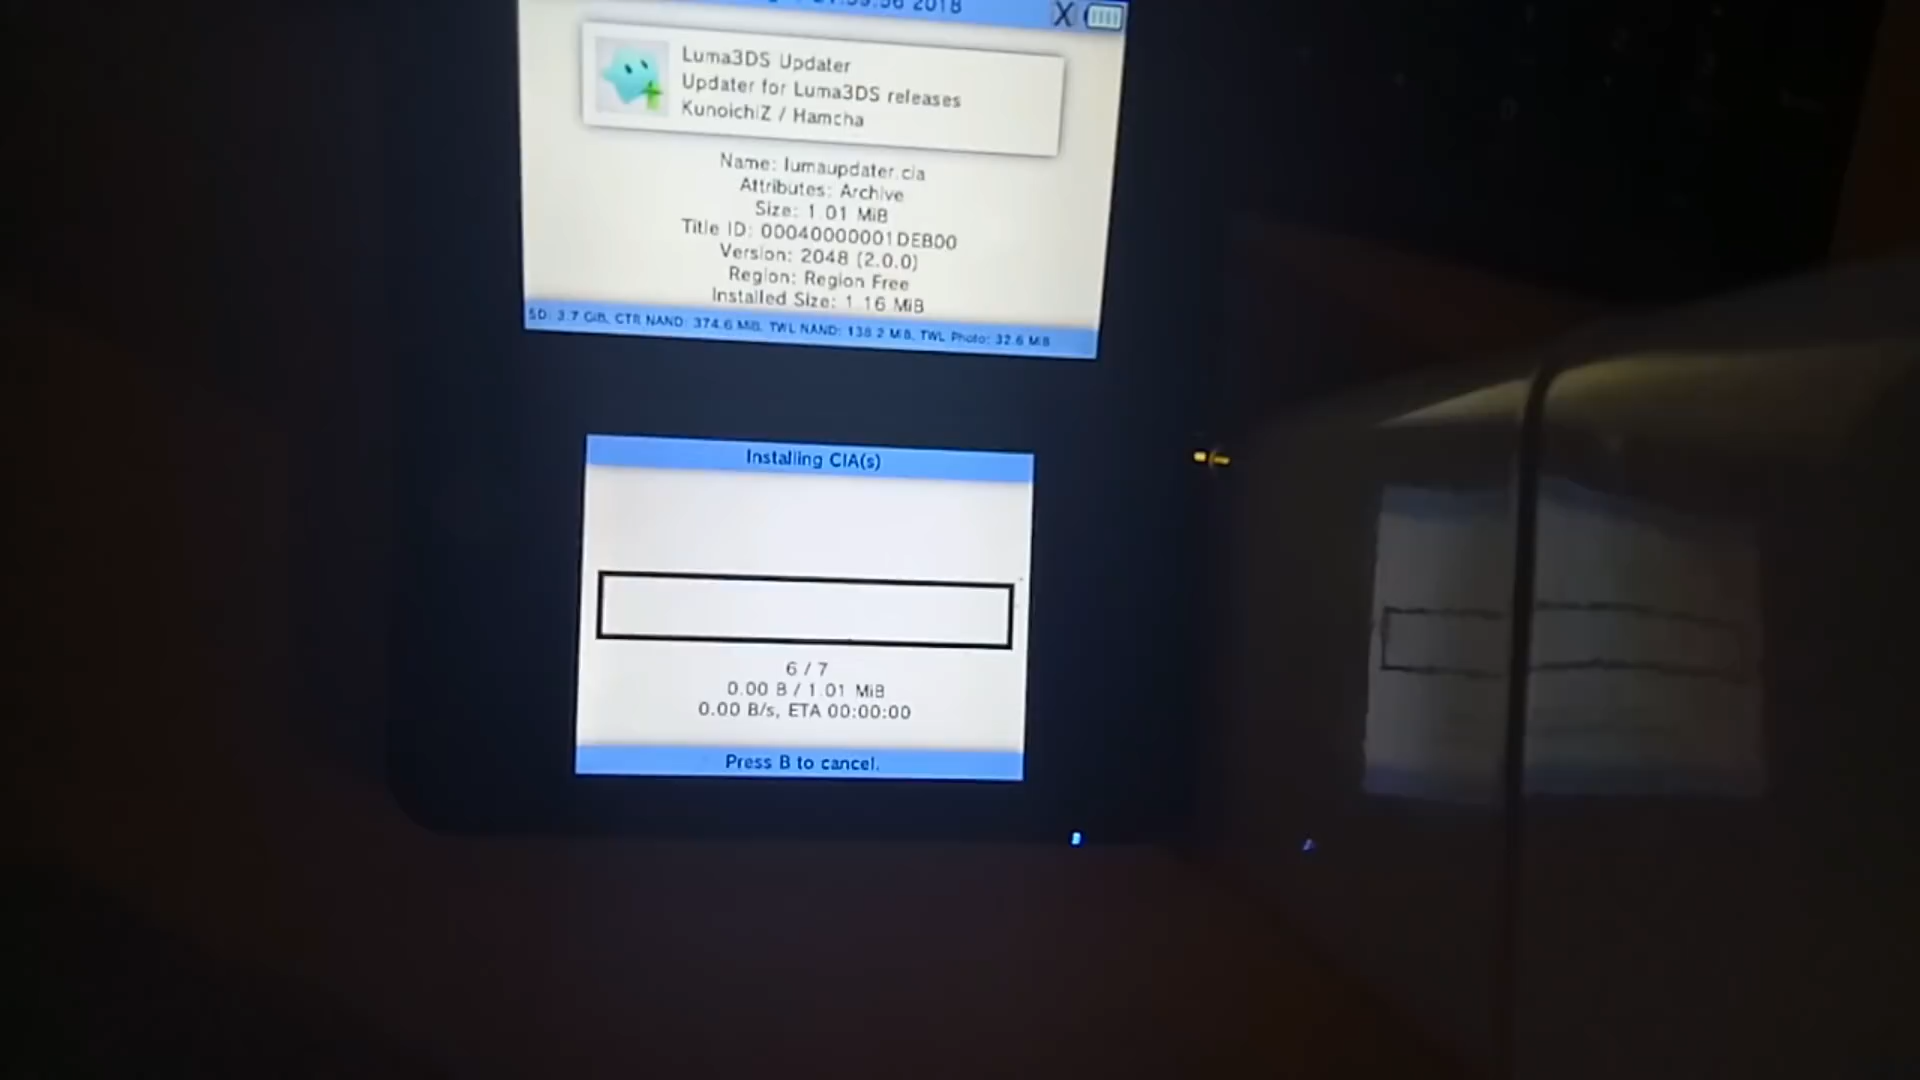 2018 X
Luma3DS Updater
Updater for Luma3DS releases
KunoichiZ / Hamcha
Name: lumaupdater.cia
Attributes: Archive
Size: 1.01 MiB
Title ID: 00040000001DEB00
Version: 2048 (2.0.0)
Region: Region Free
Installed Size: 1.16 MiB
SD: 3.7 GiB, CTR NAND: 374.6 MiB, TWL NAND: 138.2 MiB, TWL Photo: 32.6 MiB
Installing CIA(s)
6 / 7
0.00 B / 1.01 MiB
0.00 B/s, ETA 00:00:00
Press B to cancel.